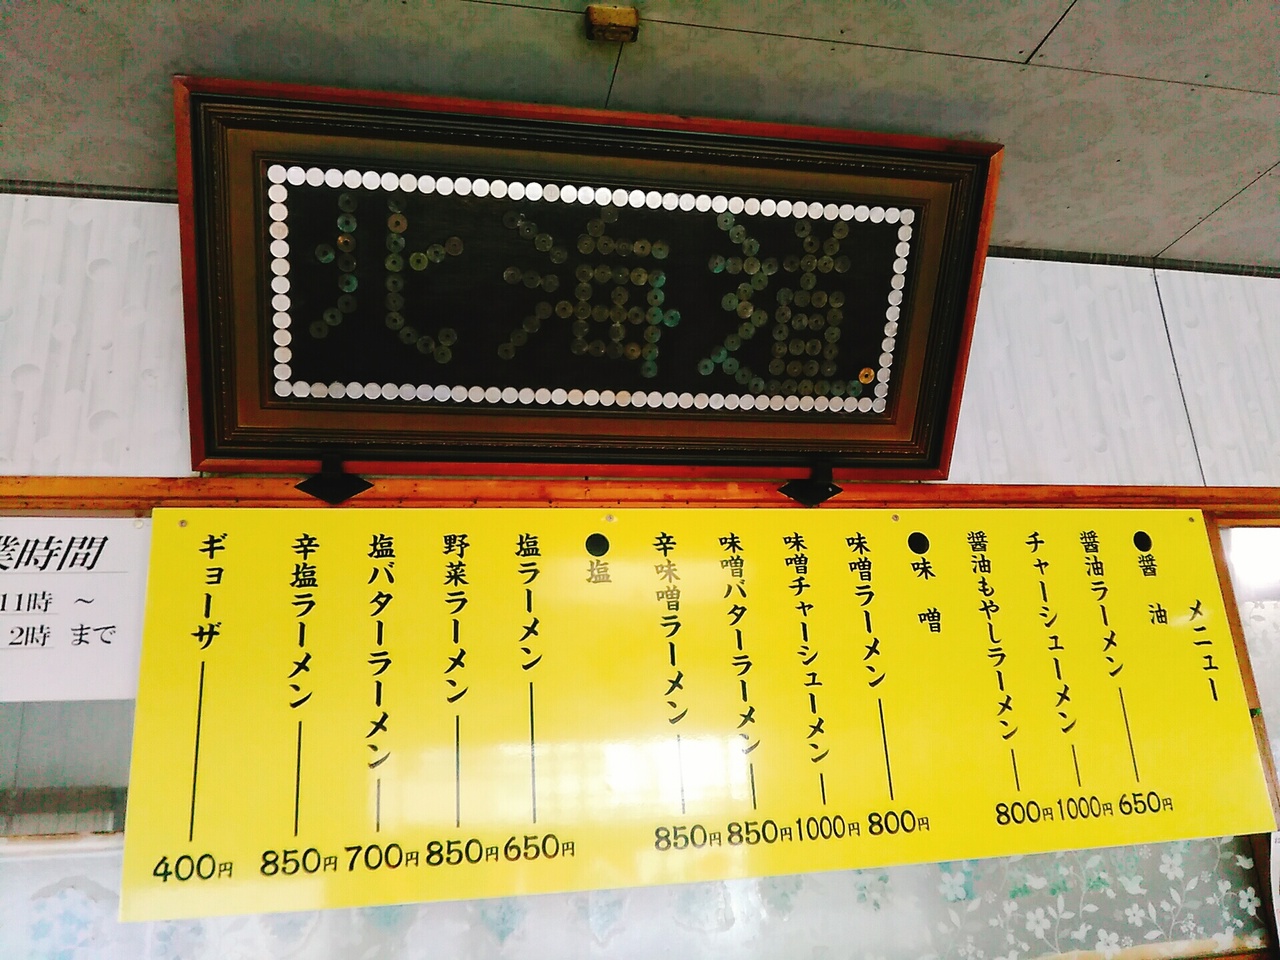 北海道
メニュー
●醤油
醤油ラーメン 650円
チャーシューメン 1000円
醤油もやしラーメン 800円
●味噌
味噌ラーメン 800円
味噌チャーシューメン 1000円
味噌バターラーメン 850円
辛味噌ラーメン 850円
●塩
塩ラーメン 650円
野菜ラーメン 850円
塩バターラーメン 700円
辛塩ラーメン 850円
ギョーザ 400円
業時間
11時 ～
2時 まで